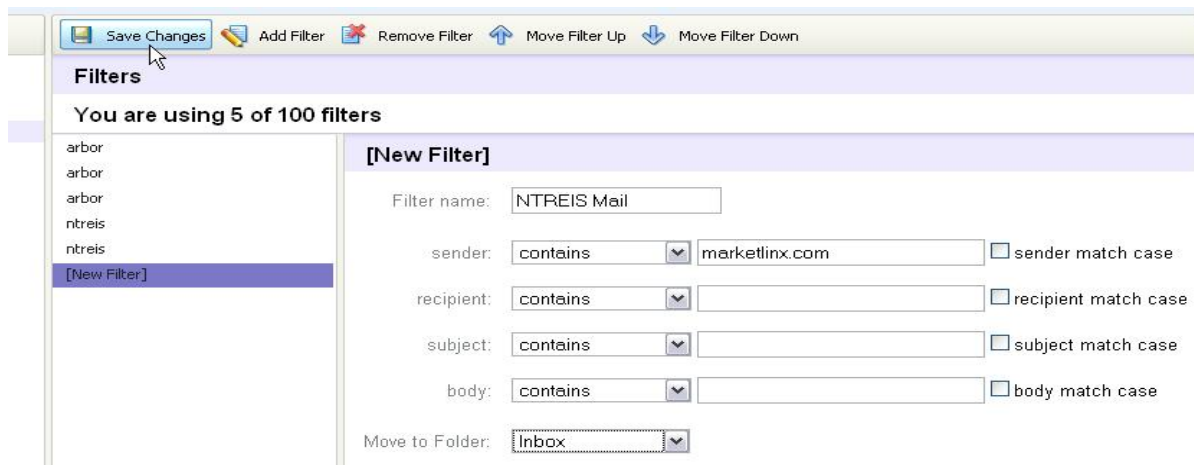 Save Changes Add Filter Remove Filter Move Filter Up Move Filter Down
Filters
You are using 5 of 100 filters
arbor
arbor
arbor
ntreis
ntreis
[New Filter]
[New Filter]
Filter name: NTREIS Mail
sender: contains marketlinx.com sender match case
recipient: contains recipient match case
subject: contains subject match case
body: contains body match case
Move to Folder: Inbox